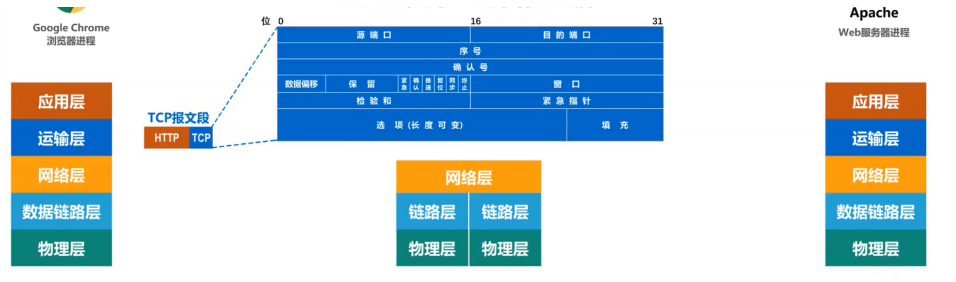 Google Chrome
浏览器进程
应用层
运输层
网络层
数据链路层
物理层
TCP报文段
HTTP TCP
位 0 16 31
源端口 目的端口
序号
确认号
数据偏移 保留 紧急 确认 推送 复位 同步 终止 窗口
检验和 紧急指针
选项(长度可变) 填充
网络层
链路层 链路层
物理层 物理层
Apache
Web服务器进程
应用层
运输层
网络层
数据链路层
物理层